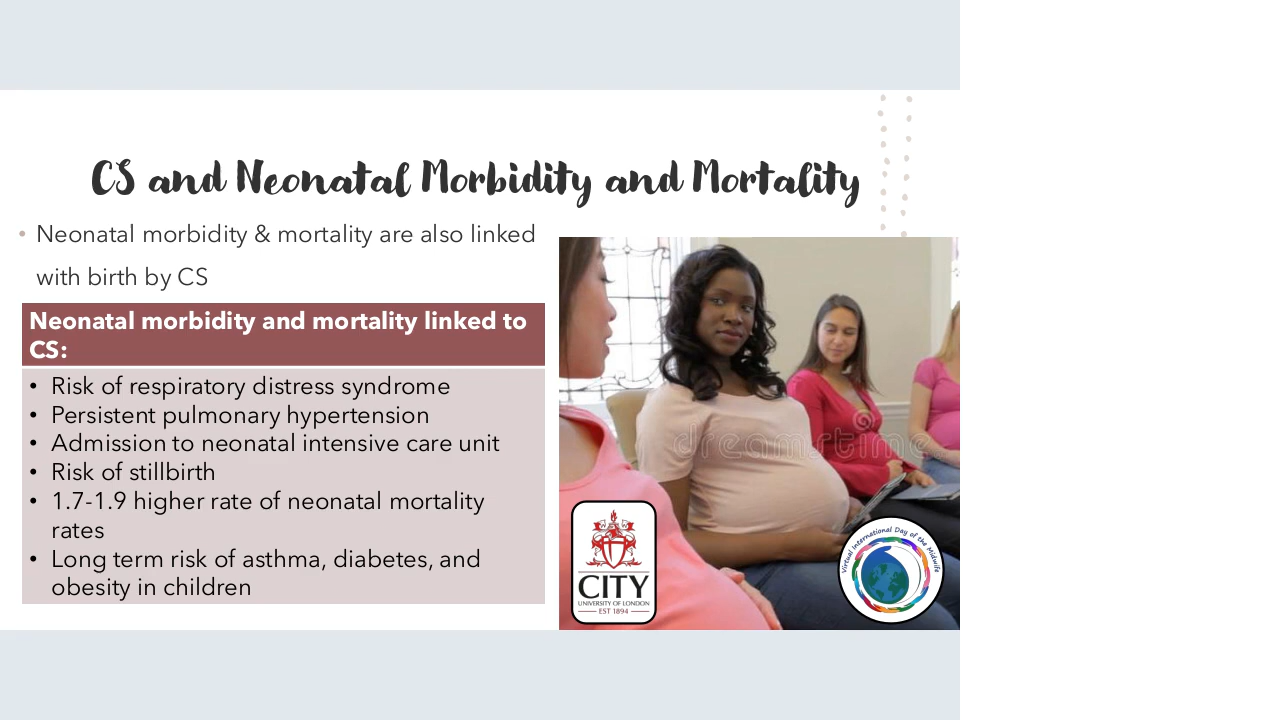 CS and Neonatal Morbidity and Mortality
• Neonatal morbidity & mortality are also linked
with birth by CS
Neonatal morbidity and mortality linked to
CS:
• Risk of respiratory distress syndrome
• Persistent pulmonary hypertension
• Admission to neonatal intensive care unit
• Risk of stillbirth
• 1.7-1.9 higher rate of neonatal mortality
rates
• Long term risk of asthma, diabetes, and
obesity in children
dreamstime
CITY
UNIVERSITY OF LONDON
EST 1894
Virtual International Day of the Midwife